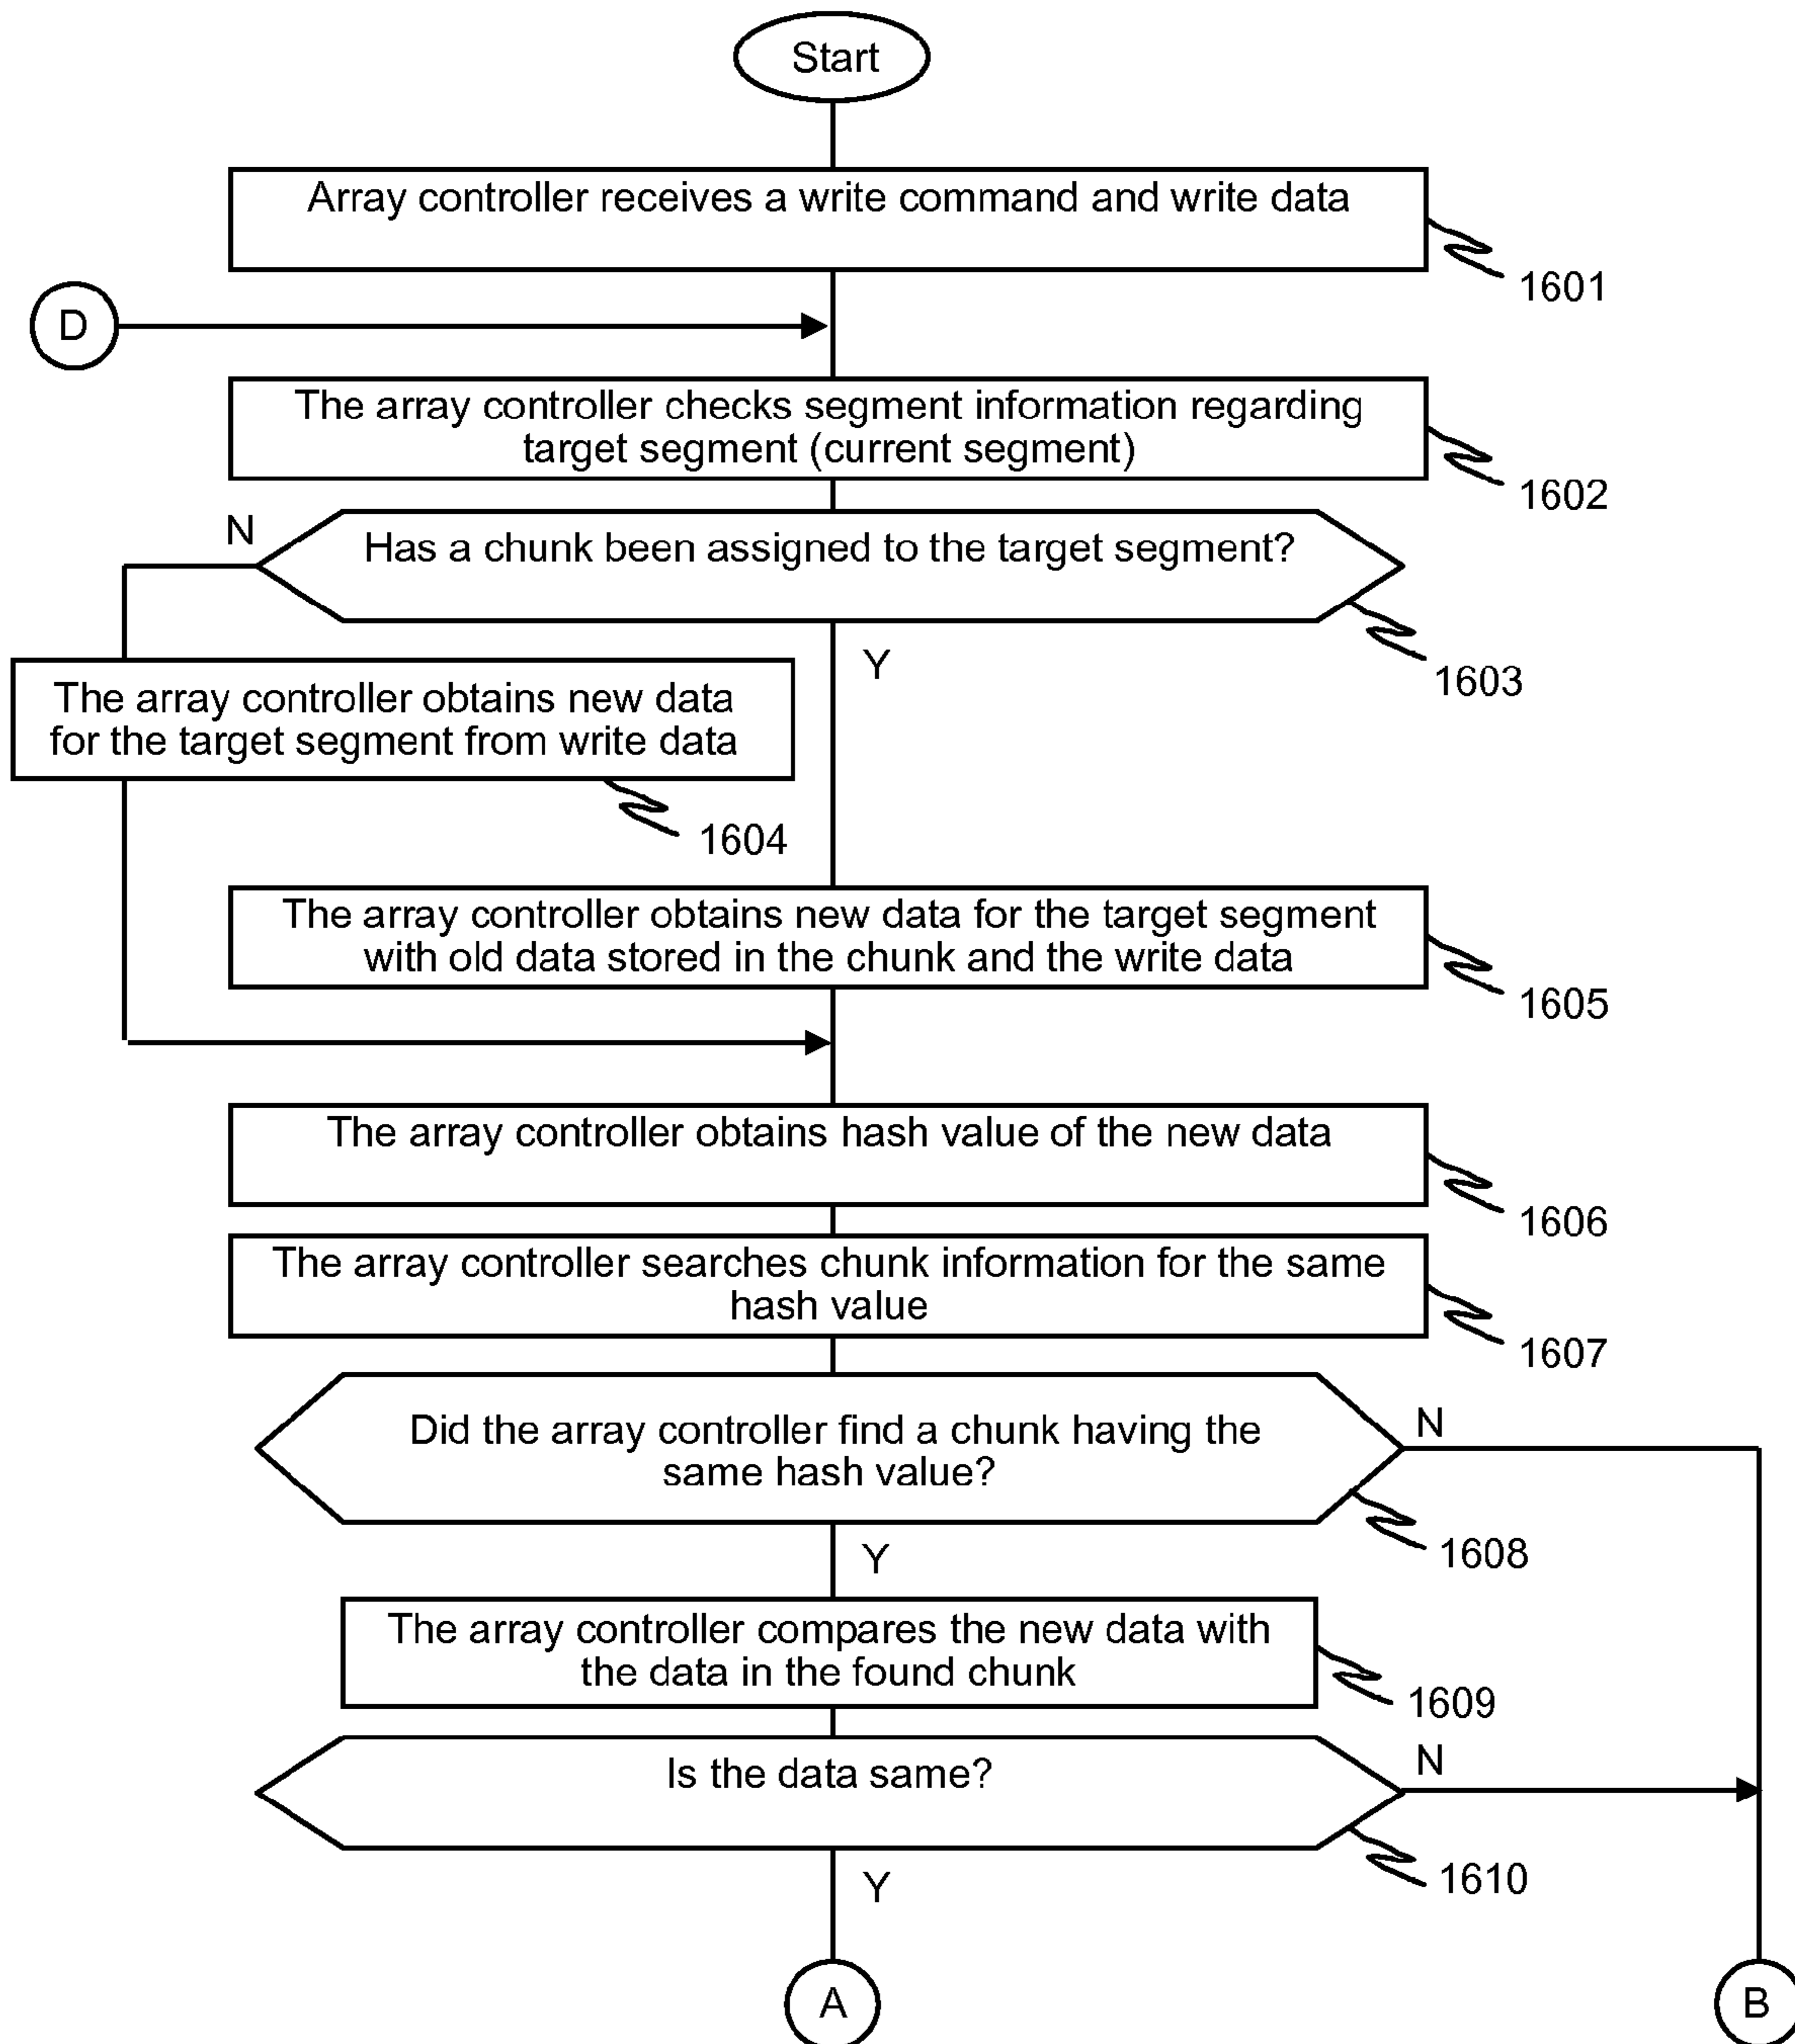 Start
Array controller receives a write command and write data
1601
D
The array controller checks segment information regarding
target segment (current segment)
1602
N
Has a chunk been assigned to the target segment?
1603
Y
The array controller obtains new data
for the target segment from write data
1604
The array controller obtains new data for the target segment
with old data stored in the chunk and the write data
1605
The array controller obtains hash value of the new data
1606
The array controller searches chunk information for the same
hash value
1607
Did the array controller find a chunk having the
same hash value?
N
1608
Y
The array controller compares the new data with
the data in the found chunk
1609
Is the data same?
N
1610
Y
A
B